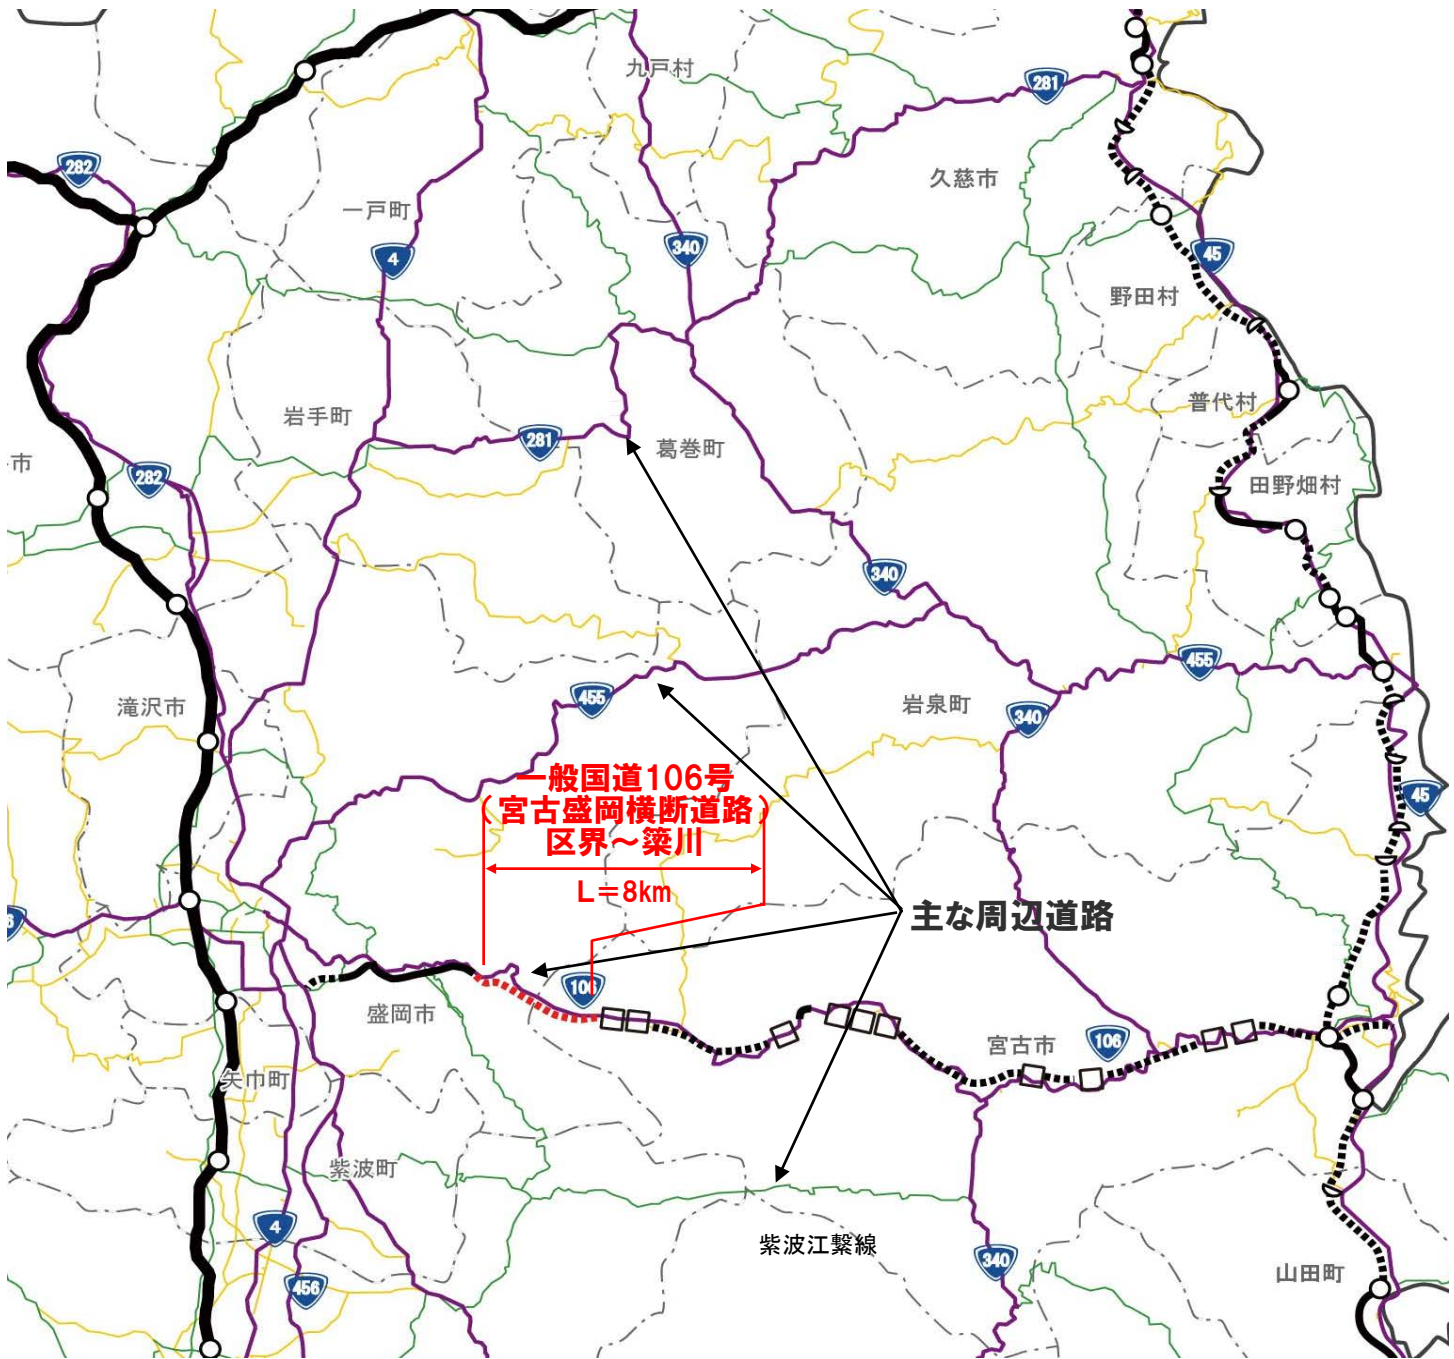 九戸村
281
282
久慈市
一戸町
4
340
45
野田村
岩手町
普代村
281
葛巻町
市
282
田野畑村
340
455
455
滝沢市
岩泉町
340
一般国道106号
（宮古盛岡横断道路）
区界～簗川
L=8km
45
主な周辺道路
106
盛岡市
宮古市
106
矢巾町
紫波町
4
紫波江繋線
340
山田町
456